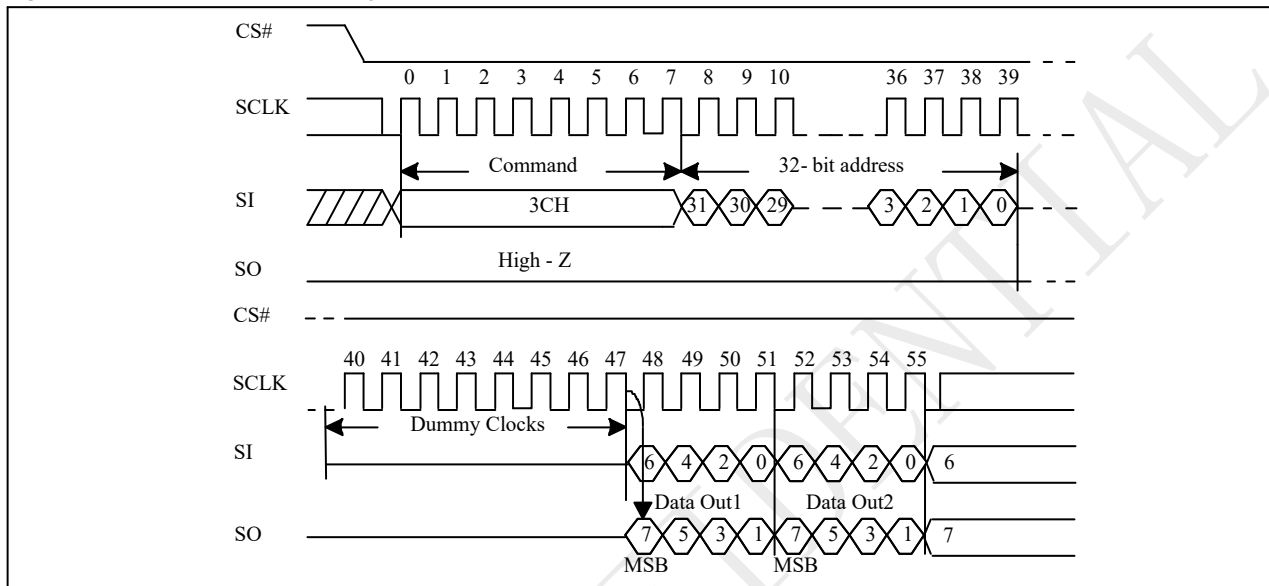 CS#
0 1 2 3 4 5 6 7 8 9 10 36 37 38 39
SCLK
Command 32- bit address
SI 3CH 31 30 29 3 2 1 0
High - Z
SO
CS#
40 41 42 43 44 45 46 47 48 49 50 51 52 53 54 55
SCLK
Dummy Clocks
SI 6 4 2 0 6 4 2 0 6
Data Out1 Data Out2
SO 7 5 3 1 7 5 3 1 7
MSB MSB